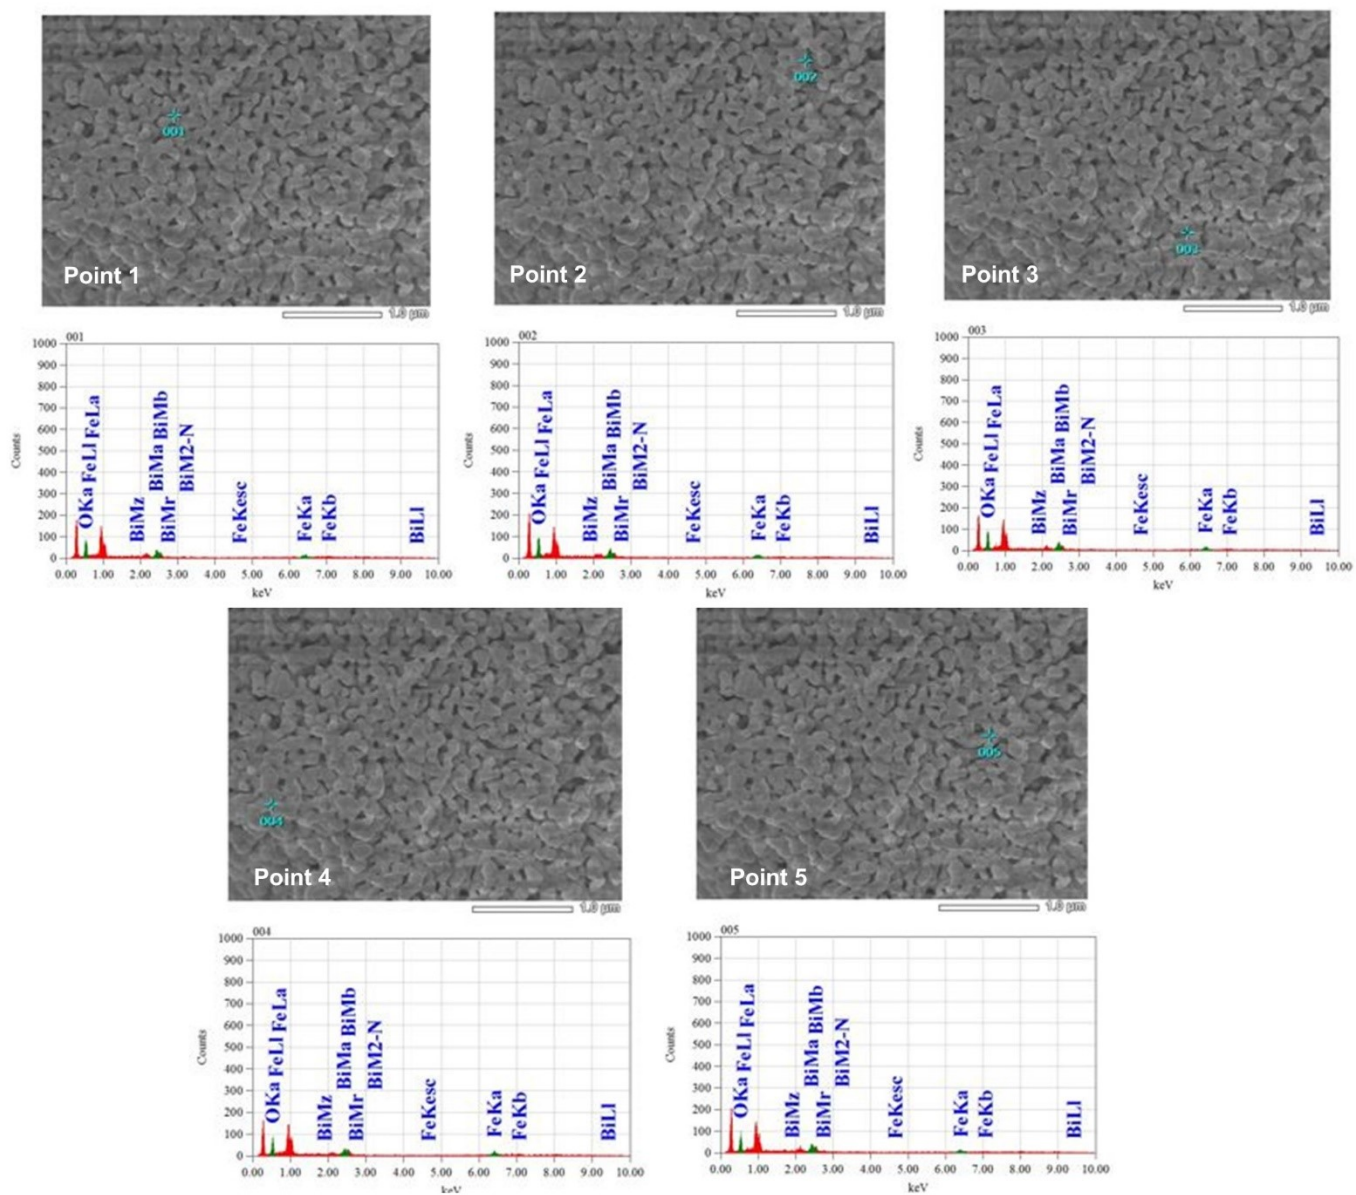 001
Point 1
1.0 µm
002
Point 2
1.0 µm
003
Point 3
1.0 µm
001
1000
900
800
700
600
500
400
300
200
100
0
Counts
OKa FeLl FeLa
BiMz
BiMa BiMb
BiMr
BiM2-N
FeKesc
FeKa
FeKb
BiLl
0.00 1.00 2.00 3.00 4.00 5.00 6.00 7.00 8.00 9.00 10.00
keV
002
1000
900
800
700
600
500
400
300
200
100
0
Counts
OKa FeLl FeLa
BiMz
BiMa BiMb
BiMr
BiM2-N
FeKesc
FeKa
FeKb
BiLl
0.00 1.00 2.00 3.00 4.00 5.00 6.00 7.00 8.00 9.00 10.00
keV
003
1000
900
800
700
600
500
400
300
200
100
0
Counts
OKa FeLl FeLa
BiMz
BiMa BiMb
BiMr
BiM2-N
FeKesc
FeKa
FeKb
BiLl
0.00 1.00 2.00 3.00 4.00 5.00 6.00 7.00 8.00 9.00 10.00
keV
004
Point 4
1.0 µm
005
Point 5
1.0 µm
004
1000
900
800
700
600
500
400
300
200
100
0
Counts
OKa FeLl FeLa
BiMz
BiMa BiMb
BiMr
BiM2-N
FeKesc
FeKa
FeKb
BiLl
0.00 1.00 2.00 3.00 4.00 5.00 6.00 7.00 8.00 9.00 10.00
keV
005
1000
900
800
700
600
500
400
300
200
100
0
Counts
OKa FeLl FeLa
BiMz
BiMa BiMb
BiMr
BiM2-N
FeKesc
FeKa
FeKb
BiLl
0.00 1.00 2.00 3.00 4.00 5.00 6.00 7.00 8.00 9.00 10.00
keV